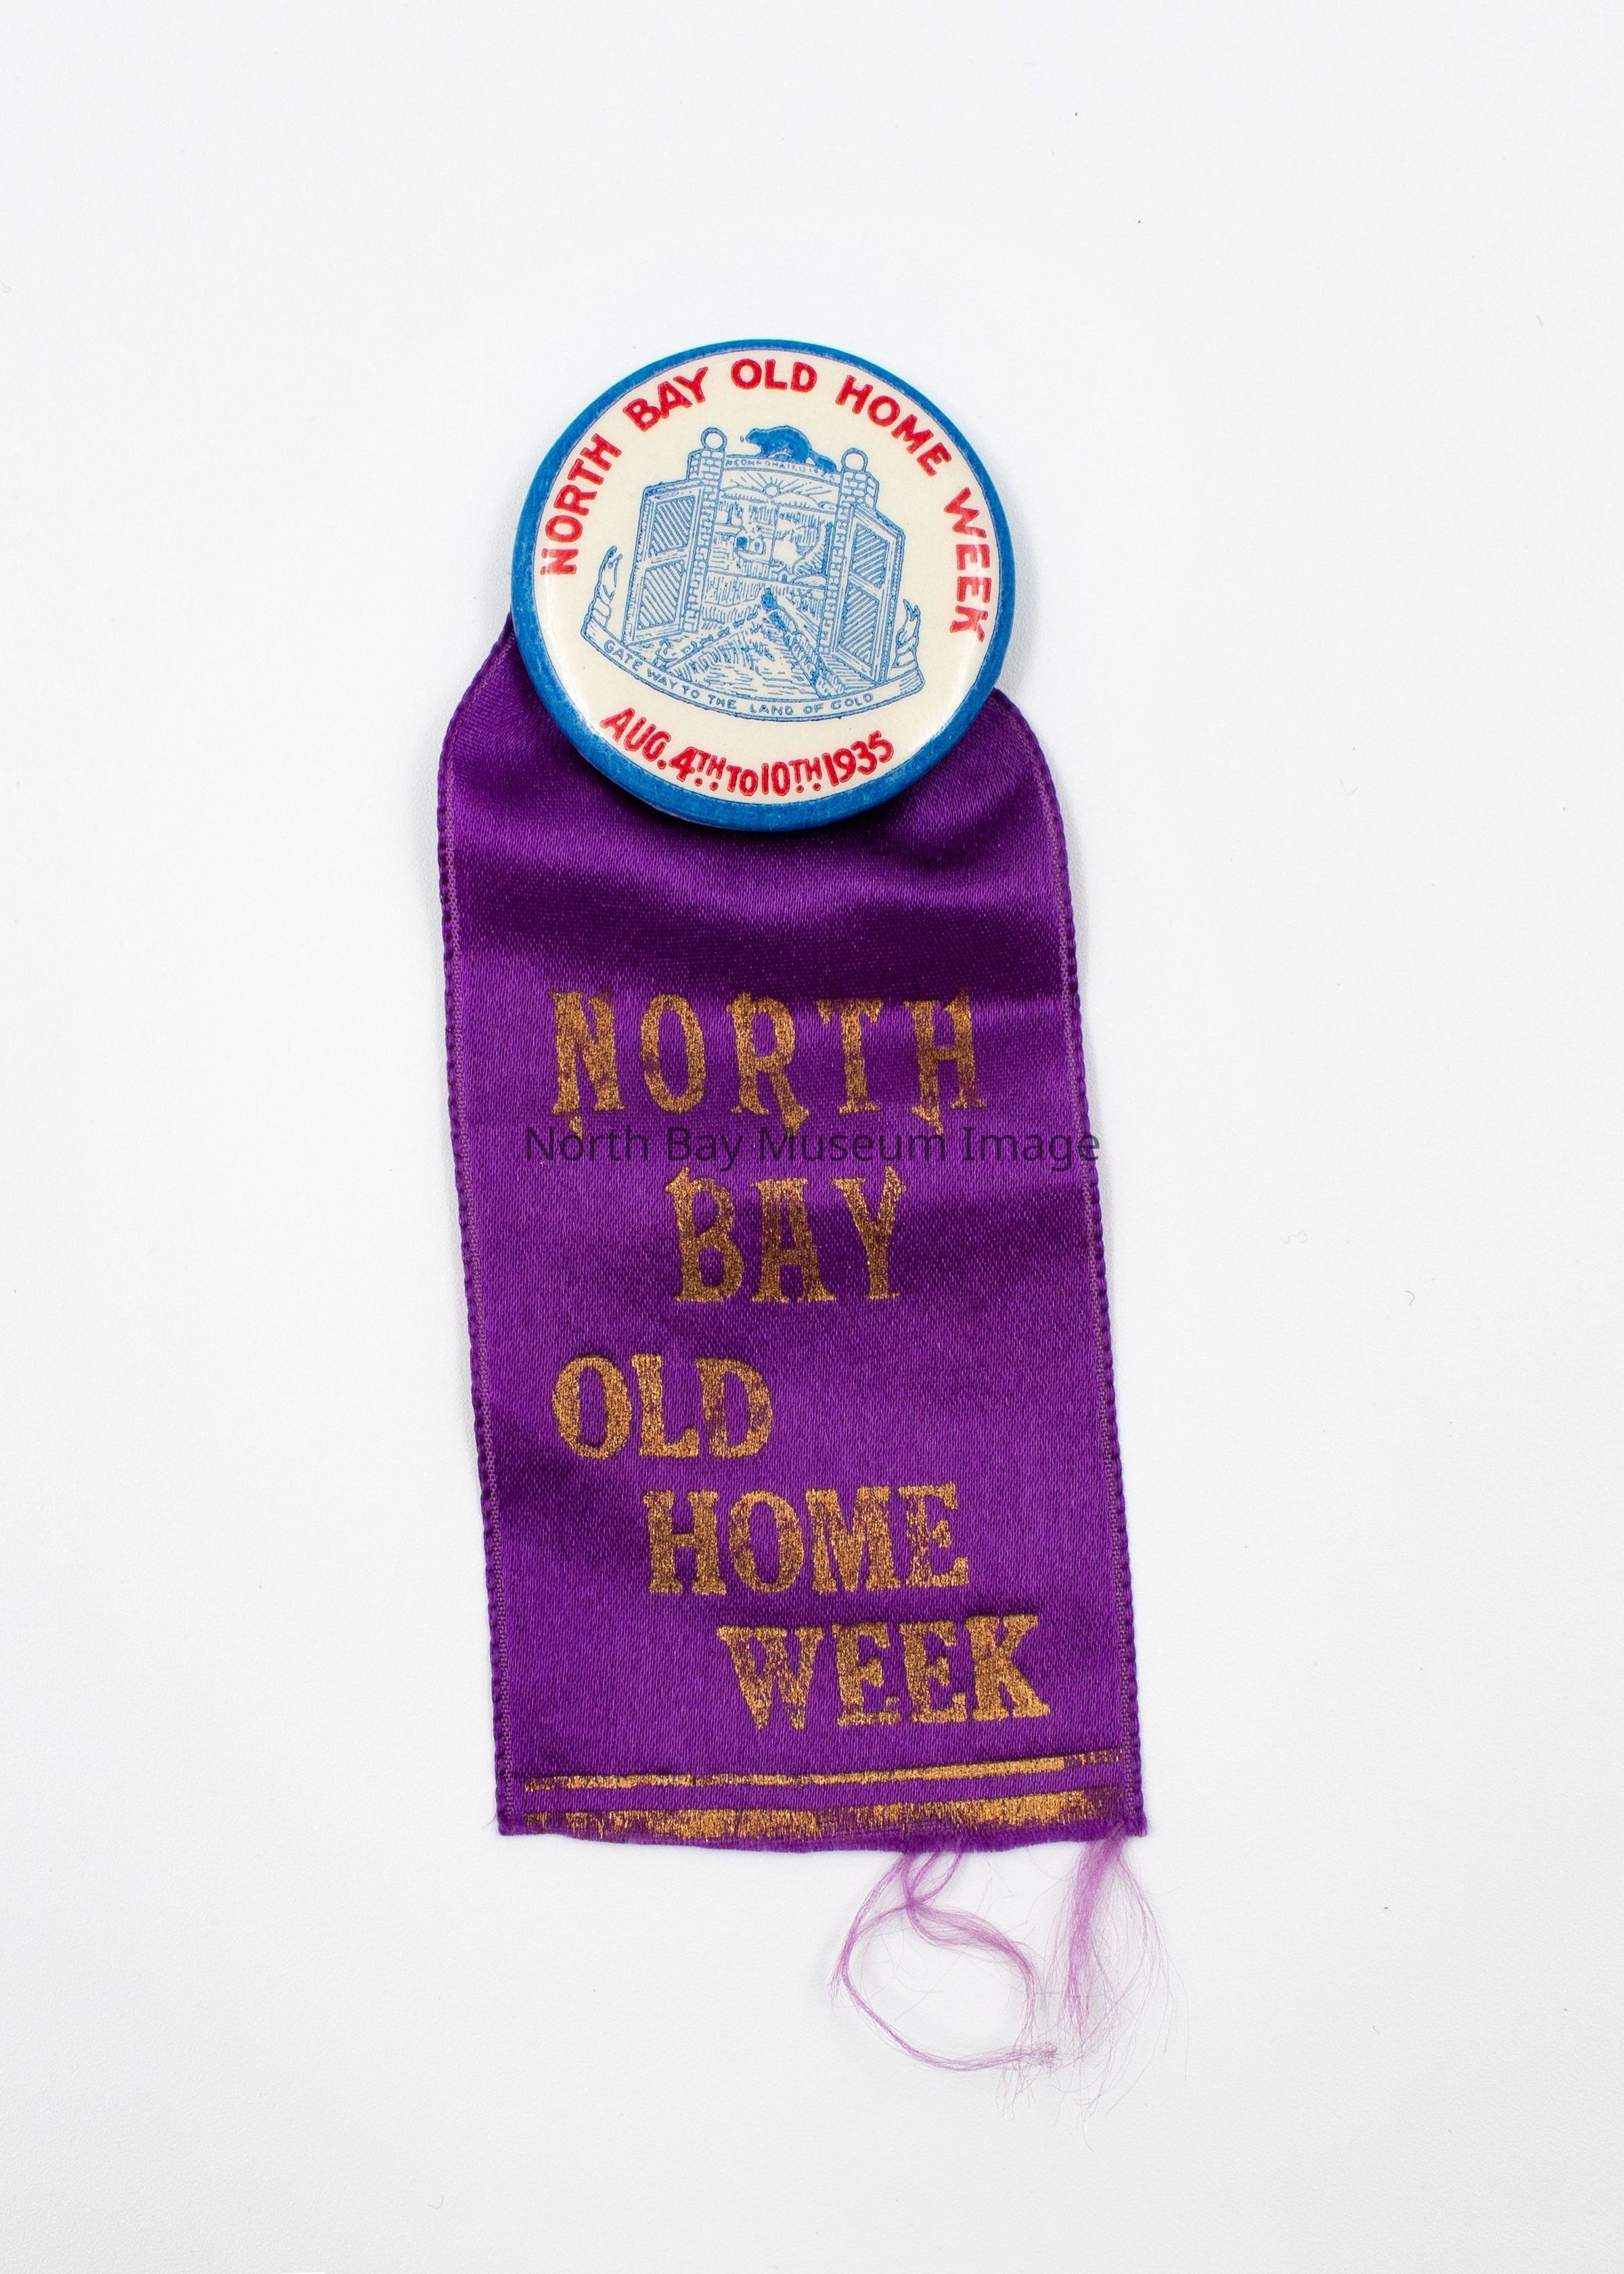 NORTH BAY OLD HOME WEEK
GATE WAY TO THE LAND OF GOLD
AUG. 4TH TO 10TH 1935
NORTH
North Bay Museum Image
BAY
OLD
HOME
WEEK